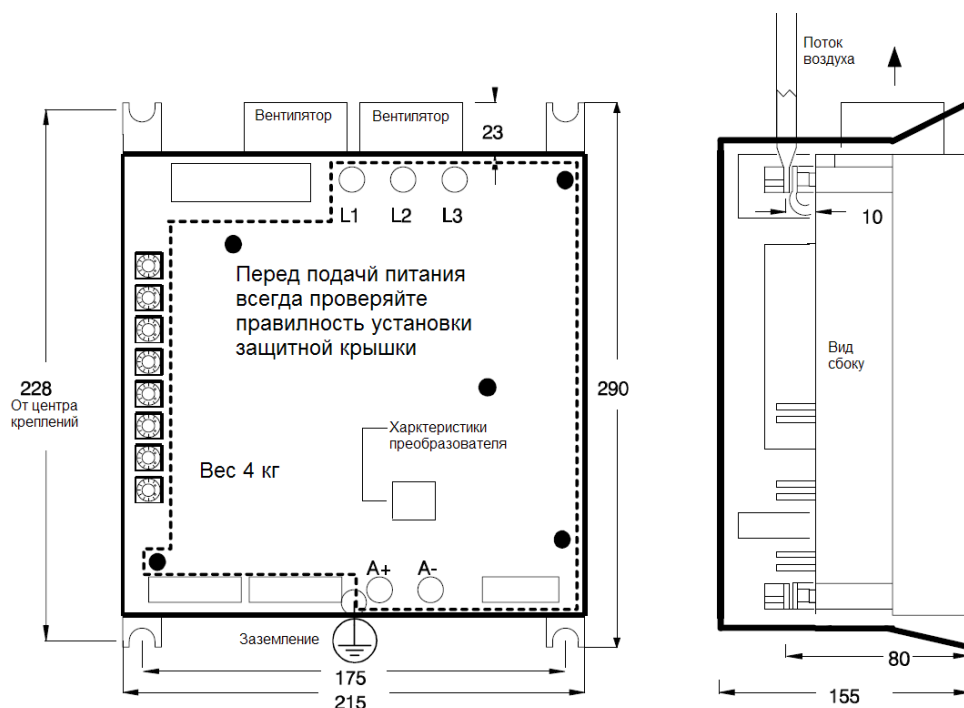 Поток
воздуха
Вентилятор
Вентилятор
23
L1 L2 L3
10
Перед подачй питания
всегда проверяйте
правилность установки
защитной крышки
228
От центра
креплений
290
Вид
сбоку
Харктеристики
преобразователя
Вес 4 кг
A+ A-
Заземление
175
215
80
155